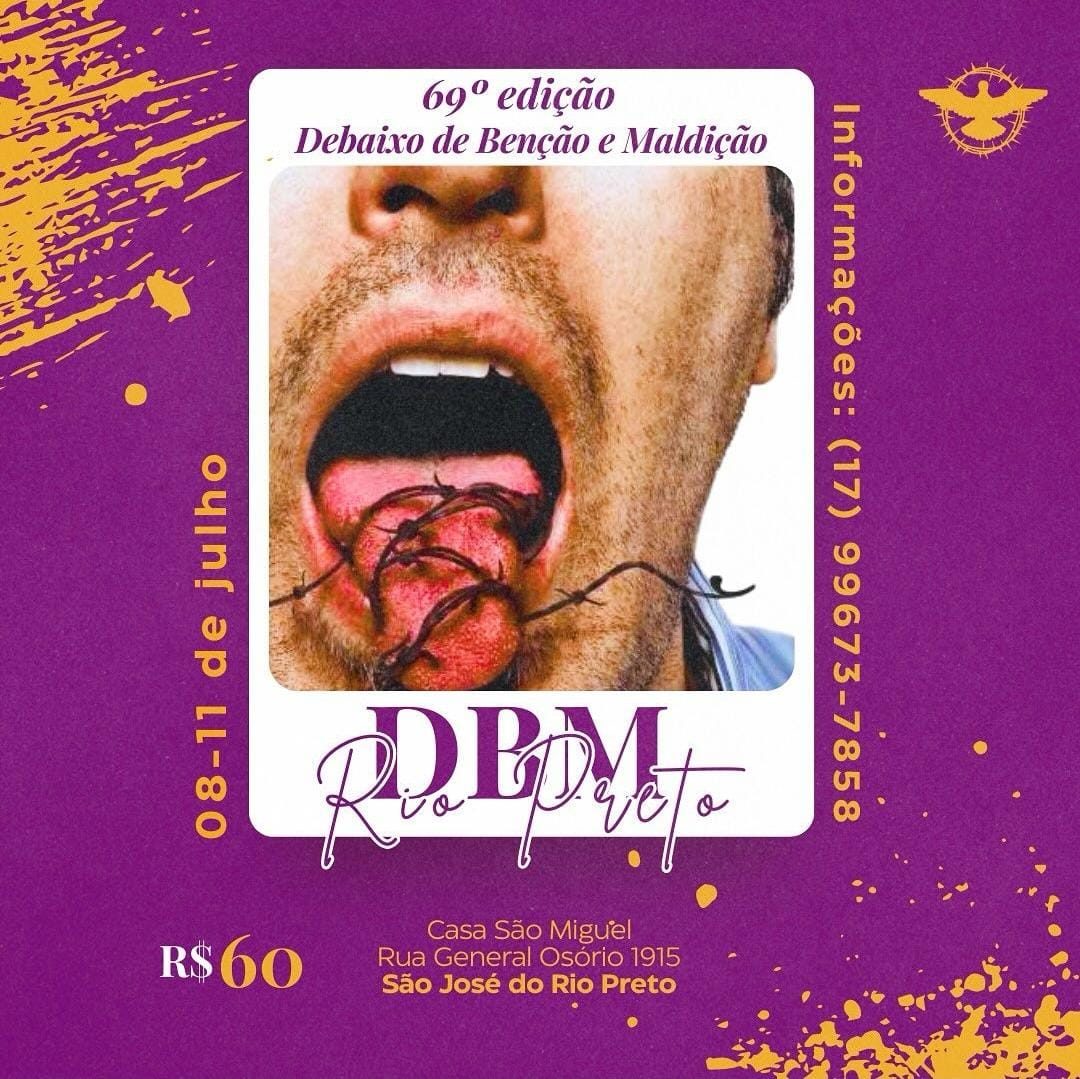 69º edição
Debaixo de Benção e Maldição
Informações: (17) 99673-7858
08-11 de julho
DBM
Rio Preto
R$60
Casa São Miguel
Rua General Osório 1915
São José do Rio Preto